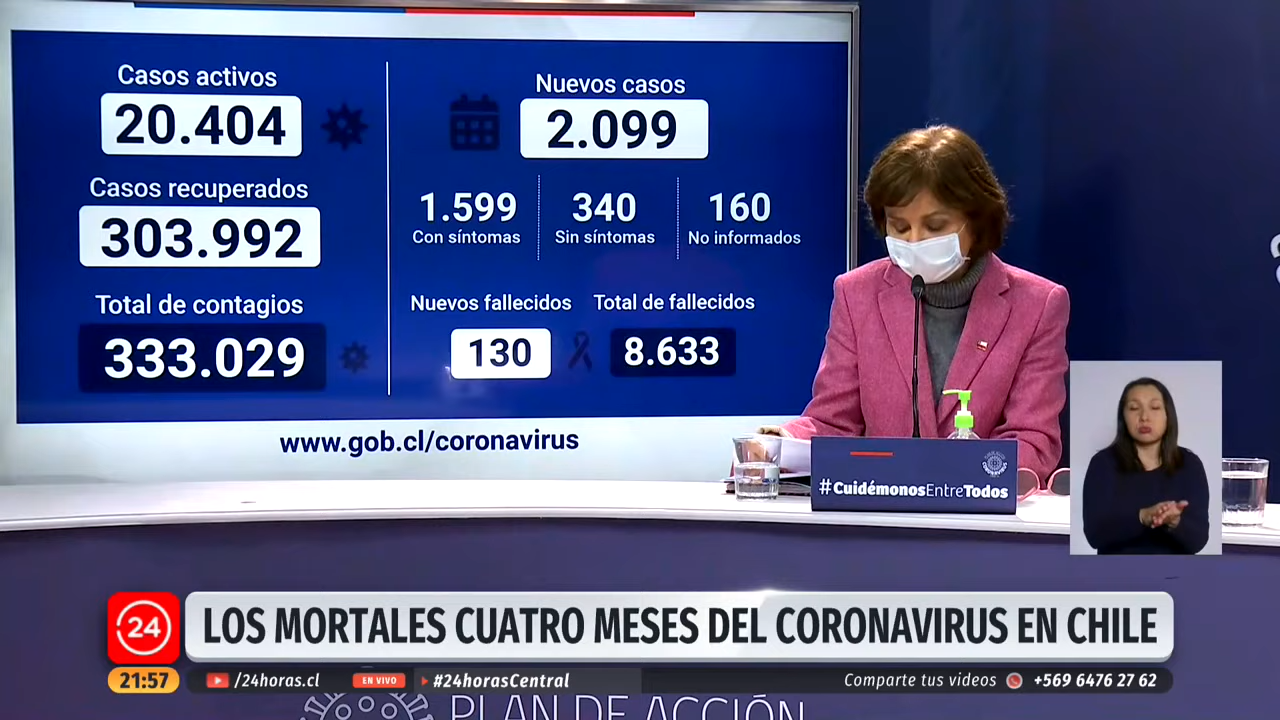 Casos activos
20.404
Casos recuperados
303.992
Total de contagios
333.029
Nuevos casos
2.099
1.599
Con síntomas
340
Sin síntomas
160
No informados
Nuevos fallecidos
130
Total de fallecidos
8.633
www.gob.cl/coronavirus
#CuidémonosEntreTodos
24
LOS MORTALES CUATRO MESES DEL CORONAVIRUS EN CHILE
21:57
/24horas.cl
EN VIVO
#24horasCentral
Comparte tus videos
+569 6476 27 62
PLAN DE ACCIÓN